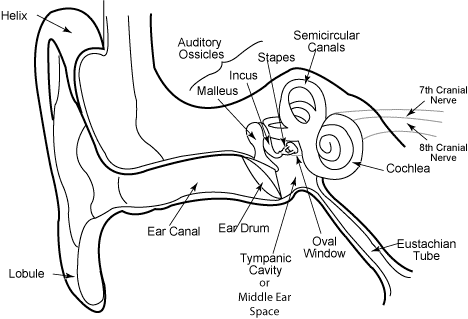 Helix
Auditory
Ossicles
Malleus
Incus
Stapes
Semicircular
Canals
7th Cranial
Nerve
8th Cranial
Nerve
Cochlea
Ear Canal
Ear Drum
Tympanic
Cavity
or
Middle Ear
Space
Oval
Window
Eustachian
Tube
Lobule